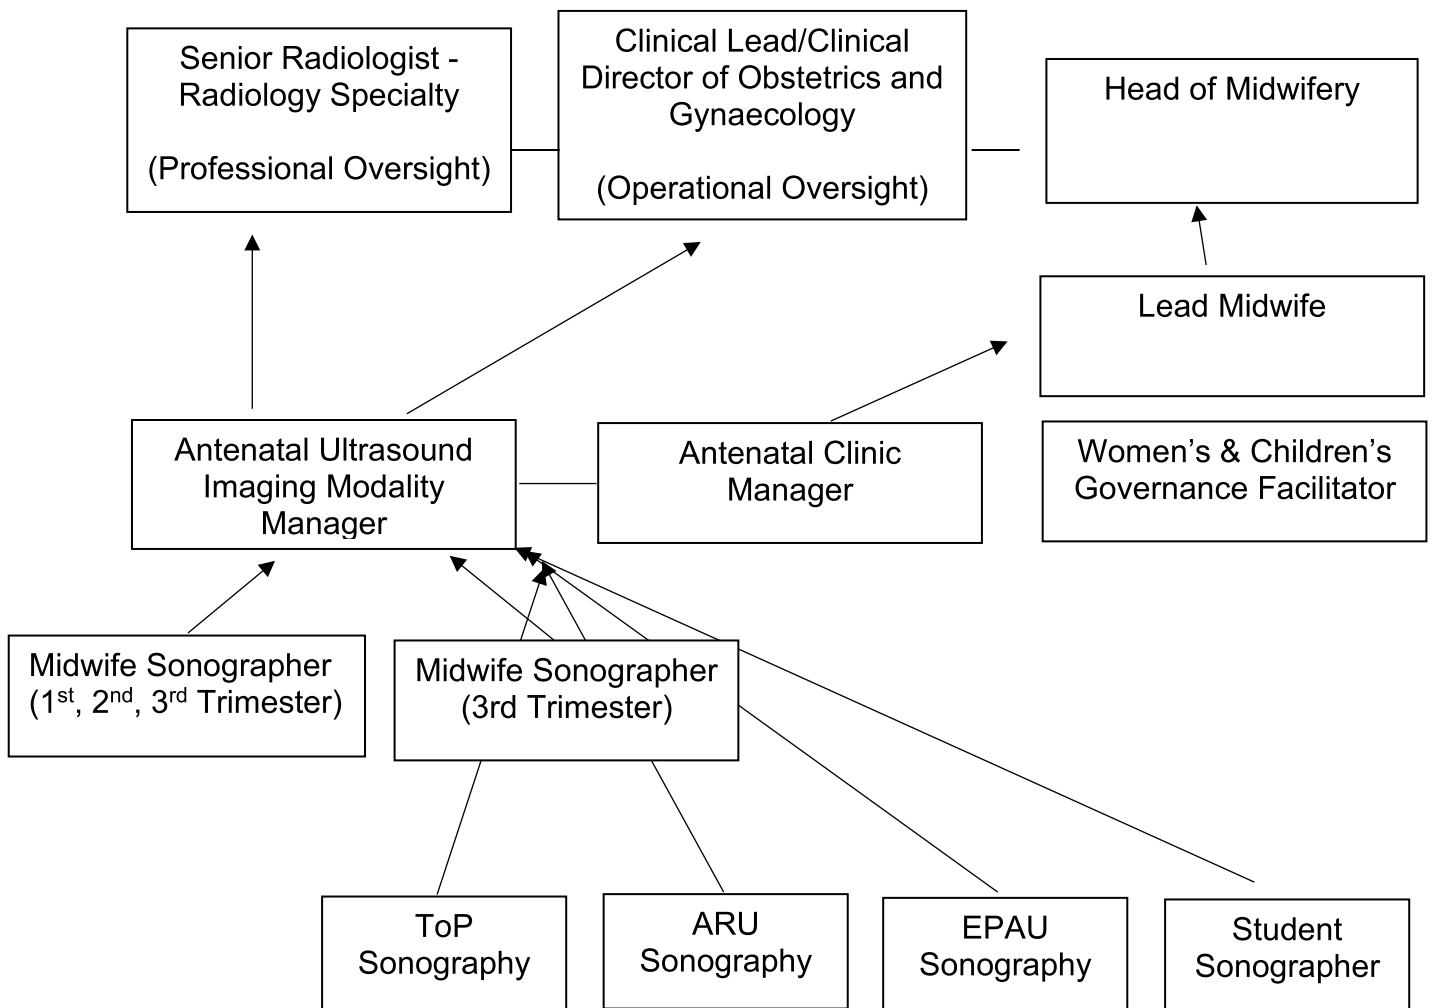 Senior Radiologist -
Radiology Specialty
(Professional Oversight)
Clinical Lead/Clinical
Director of Obstetrics and
Gynaecology
(Operational Oversight)
Head of Midwifery
Lead Midwife
Antenatal Ultrasound
Imaging Modality
Manager
Antenatal Clinic
Manager
Women’s & Children’s
Governance Facilitator
Midwife Sonographer
(1st, 2nd, 3rd Trimester)
Midwife Sonographer
(3rd Trimester)
ToP
Sonography
ARU
Sonography
EPAU
Sonography
Student
Sonographer